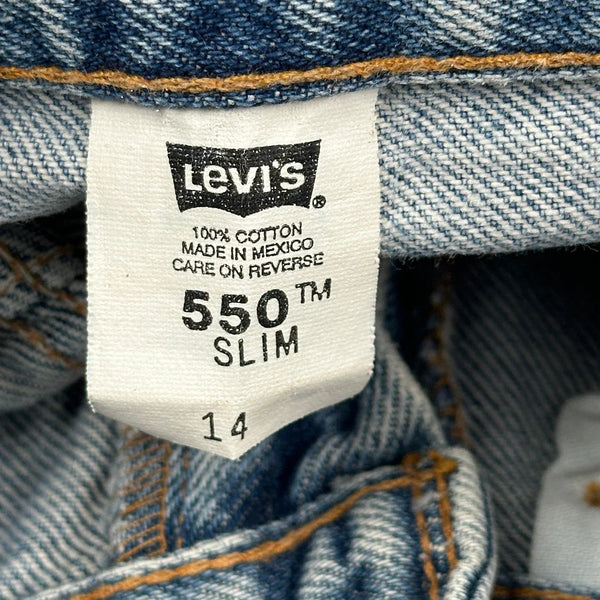 Levi's ®
100% COTTON
MADE IN MEXICO
CARE ON REVERSE
550™
SLIM
14